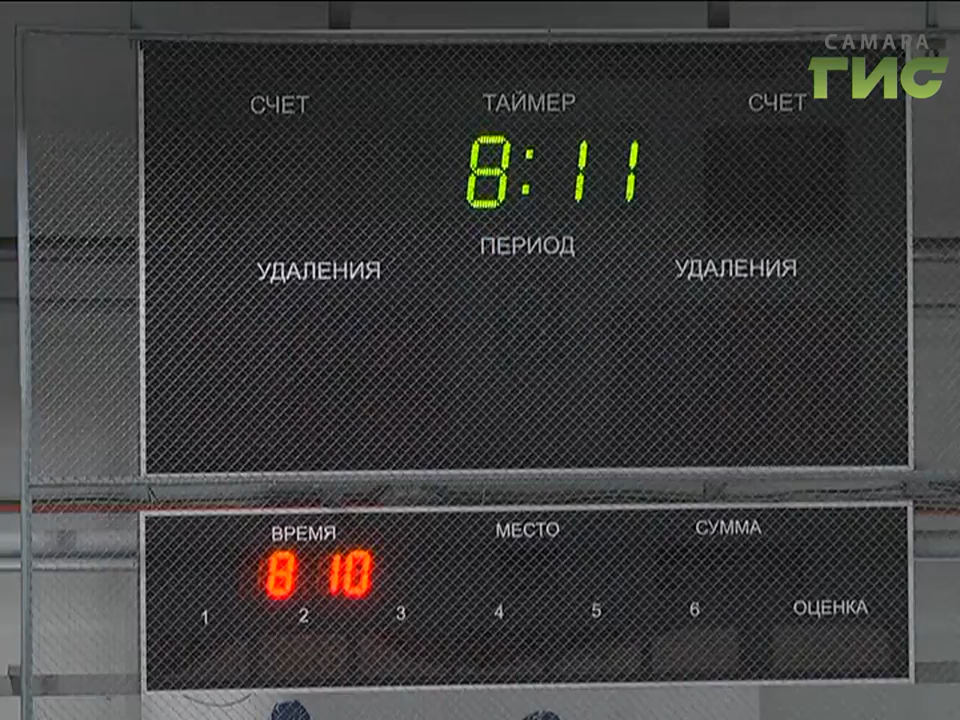 САМАРА
ГИС
СЧЕТ ТАЙМЕР СЧЕТ
8:11
ПЕРИОД
УДАЛЕНИЯ УДАЛЕНИЯ
ВРЕМЯ МЕСТО СУММА
8 10
1 2 3 4 5 6 ОЦЕНКА